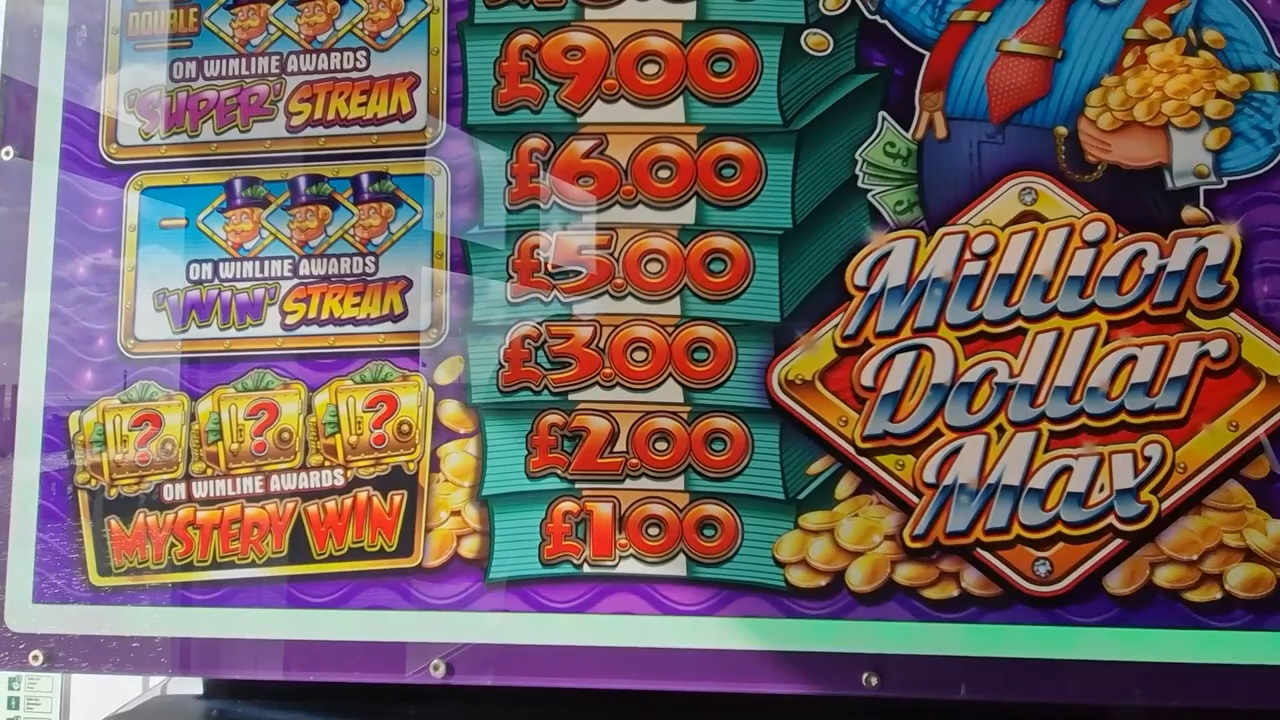 DOUBLE
ON WINLINE AWARDS
'SUPER' STREAK
ON WINLINE AWARDS
'WIN' STREAK
? ? ?
ON WINLINE AWARDS
MYSTERY WIN
£9.00
£6.00
£5.00
£3.00
£2.00
£1.00
Million
Dollar
Max